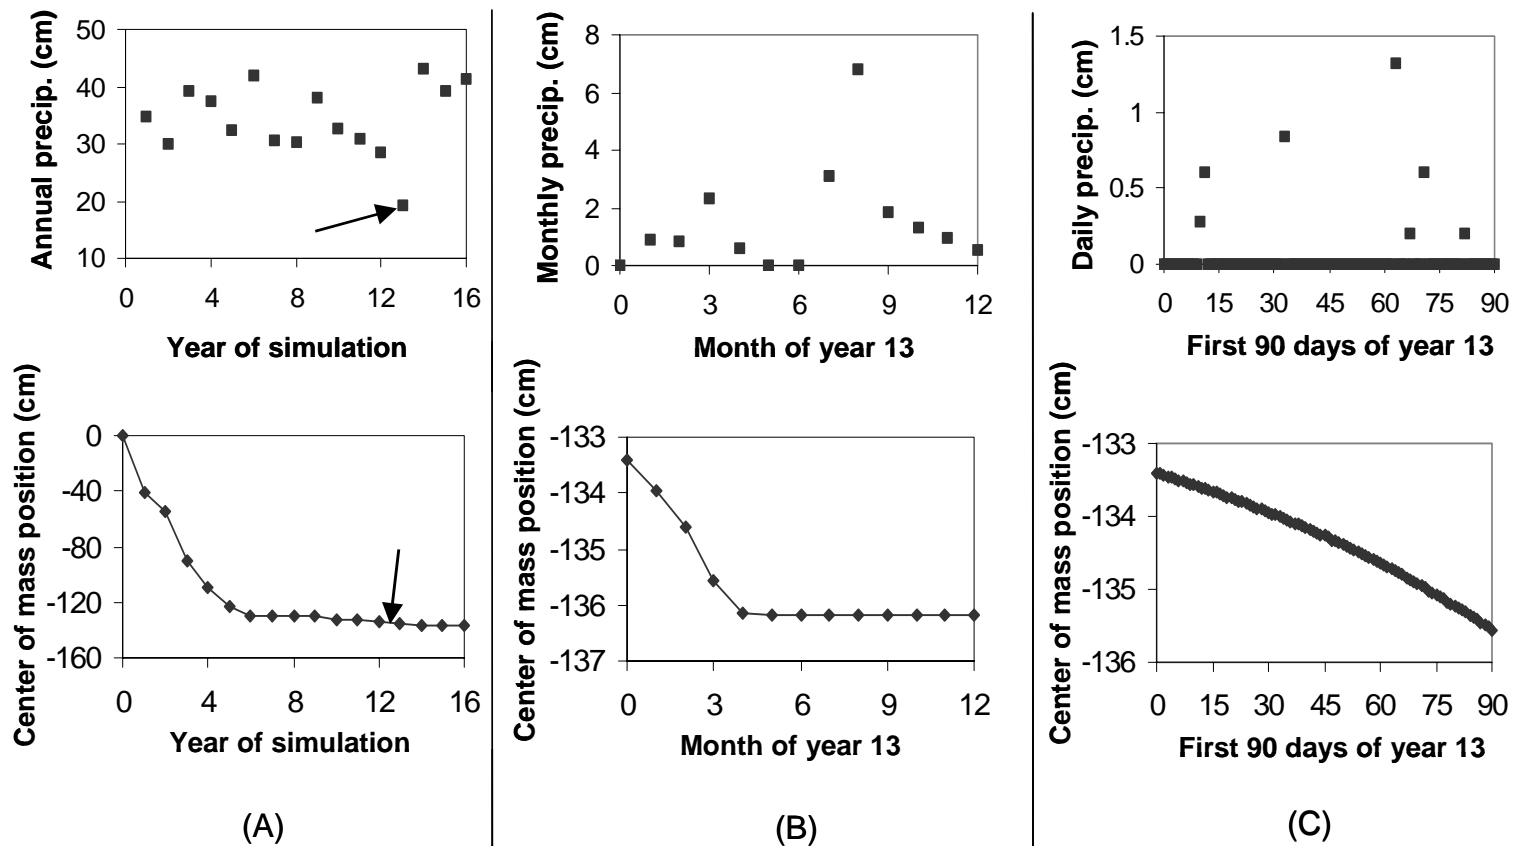 Annual precip. (cm)
50
40
30
20
10
0 4 8 12 16
Year of simulation
Center of mass position (cm)
0
-40
-80
-120
-160
0 4 8 12 16
Year of simulation
(A)
Monthly precip. (cm)
8
6
4
2
0
0 3 6 9 12
Month of year 13
Center of mass position (cm)
-133
-134
-135
-136
-137
0 3 6 9 12
Month of year 13
(B)
Daily precip. (cm)
1.5
1
0.5
0
0 15 30 45 60 75 90
First 90 days of year 13
Center of mass position (cm)
-133
-134
-135
-136
0 15 30 45 60 75 90
First 90 days of year 13
(C)